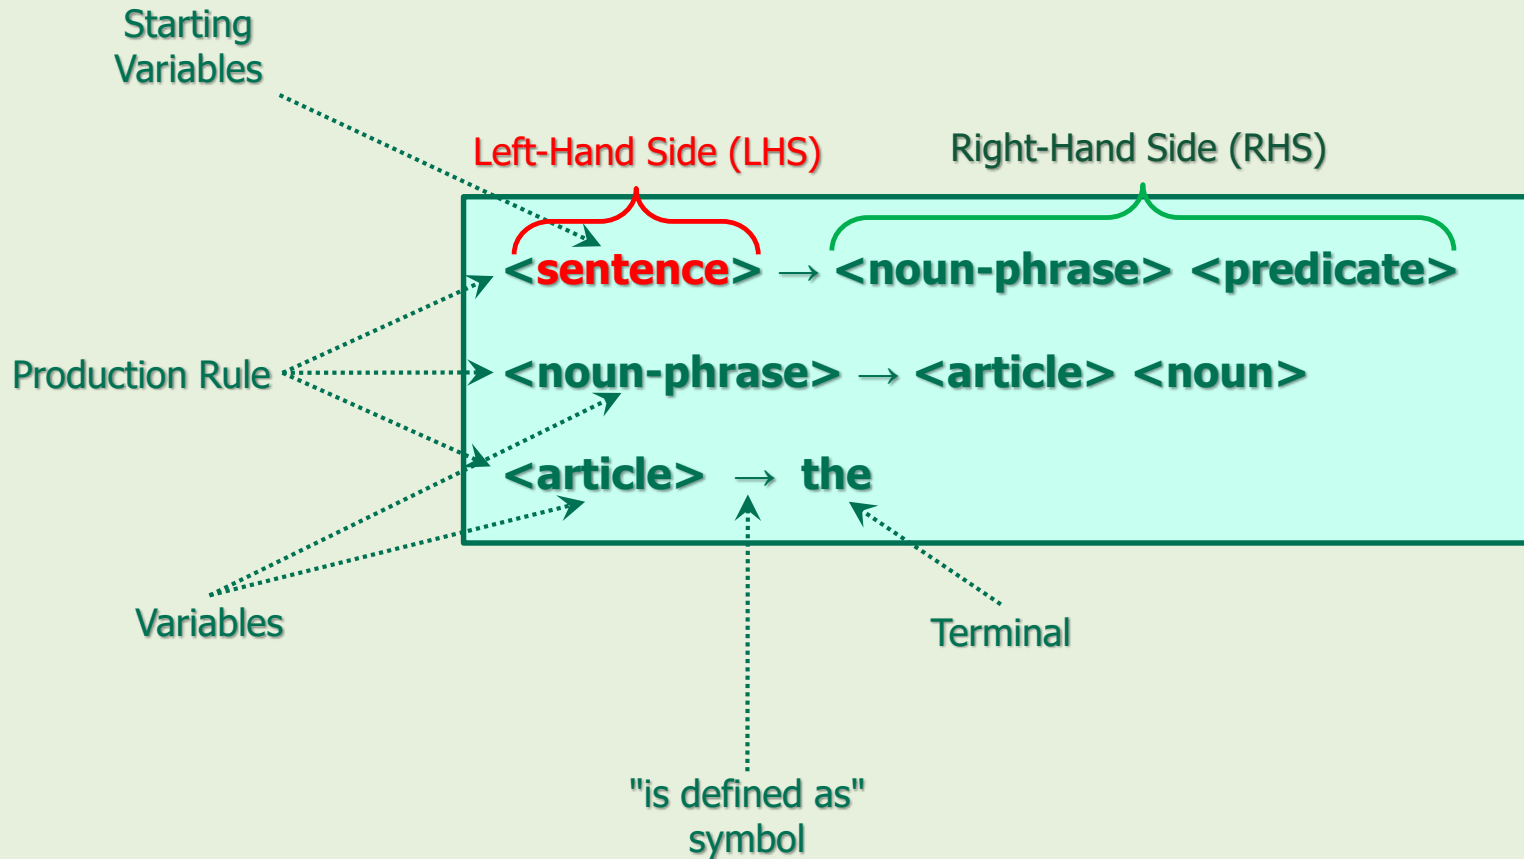 Starting
Variables
Left-Hand Side (LHS)
Right-Hand Side (RHS)
<sentence> → <noun-phrase> <predicate>
Production Rule
<noun-phrase> → <article> <noun>
<article> → the
Variables
Terminal
"is defined as"
symbol